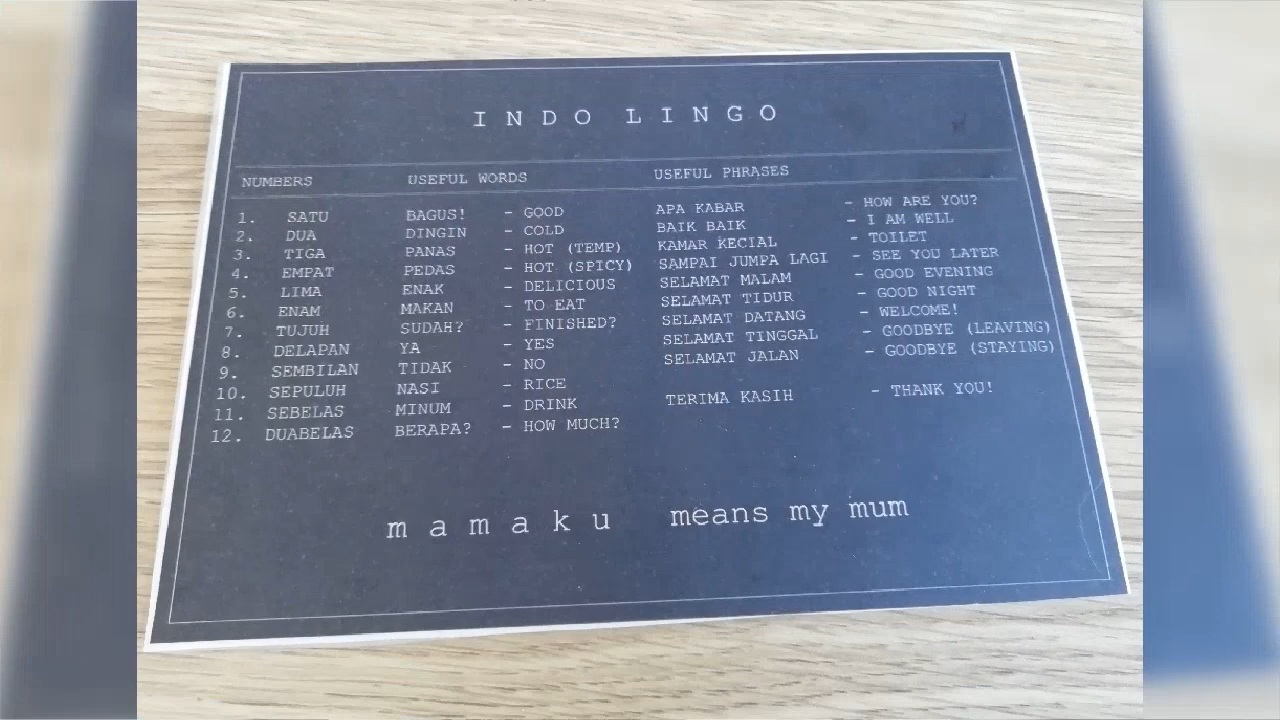 INDO LINGO
NUMBERS USEFUL WORDS USEFUL PHRASES
1. SATU BAGUS! - GOOD APA KABAR - HOW ARE YOU?
2. DUA DINGIN - COLD BAIK BAIK - I AM WELL
3. TIGA PANAS - HOT (TEMP) KAMAR KECIAL - TOILET
4. EMPAT PEDAS - HOT (SPICY) SAMPAI JUMPA LAGI - SEE YOU LATER
5. LIMA ENAK - DELICIOUS SELAMAT MALAM - GOOD EVENING
6. ENAM MAKAN - TO EAT SELAMAT TIDUR - GOOD NIGHT
7. TUJUH SUDAH? - FINISHED? SELAMAT DATANG - WELCOME!
8. DELAPAN YA - YES SELAMAT TINGGAL - GOODBYE (LEAVING)
9. SEMBILAN TIDAK - NO SELAMAT JALAN - GOODBYE (STAYING)
10. SEPULUH NASI - RICE
11. SEBELAS MINUM - DRINK TERIMA KASIH - THANK YOU!
12. DUABELAS BERAPA? - HOW MUCH?
mamaku means my mum